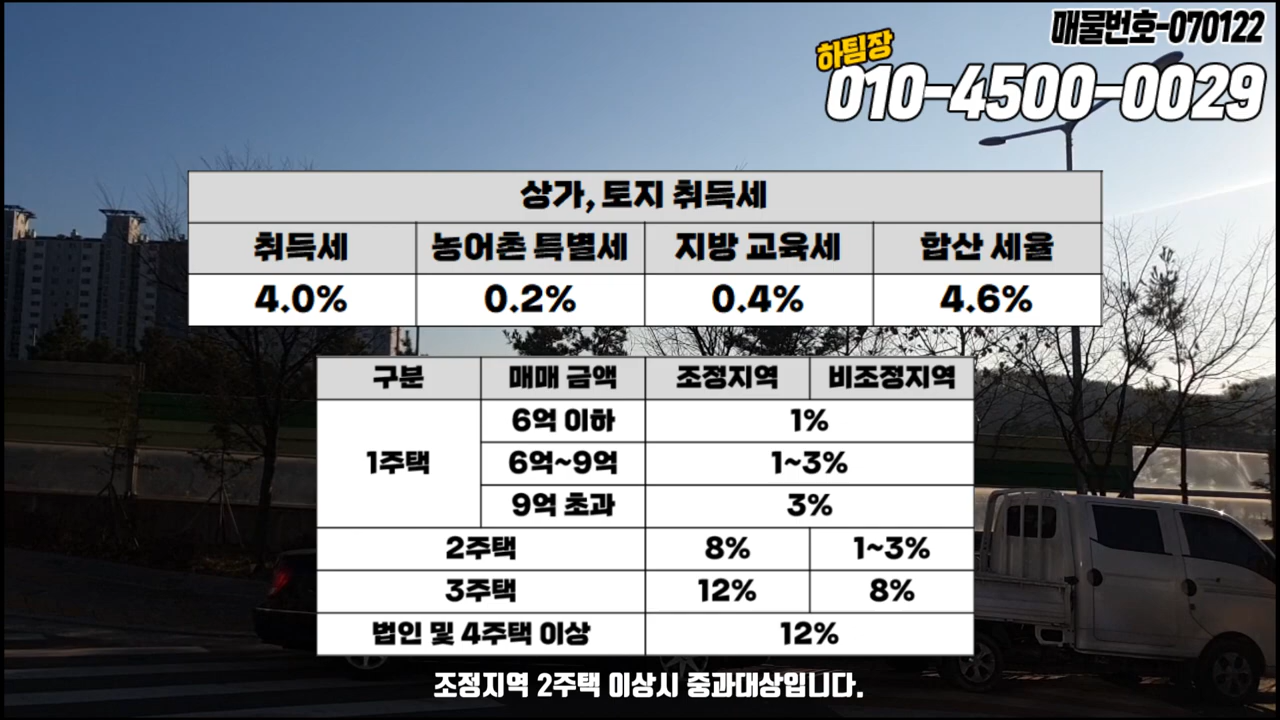 매물번호-070122
하팀장
010-4500-0029
상가, 토지 취득세
취득세 농어촌 특별세 지방 교육세 합산 세율
4.0% 0.2% 0.4% 4.6%
구분 매매 금액 조정지역 비조정지역
1주택
6억 이하 1%
6억~9억 1~3%
9억 초과 3%
2주택 8% 1~3%
3주택 12% 8%
법인 및 4주택 이상 12%
조정지역 2주택 이상시 중과대상입니다.